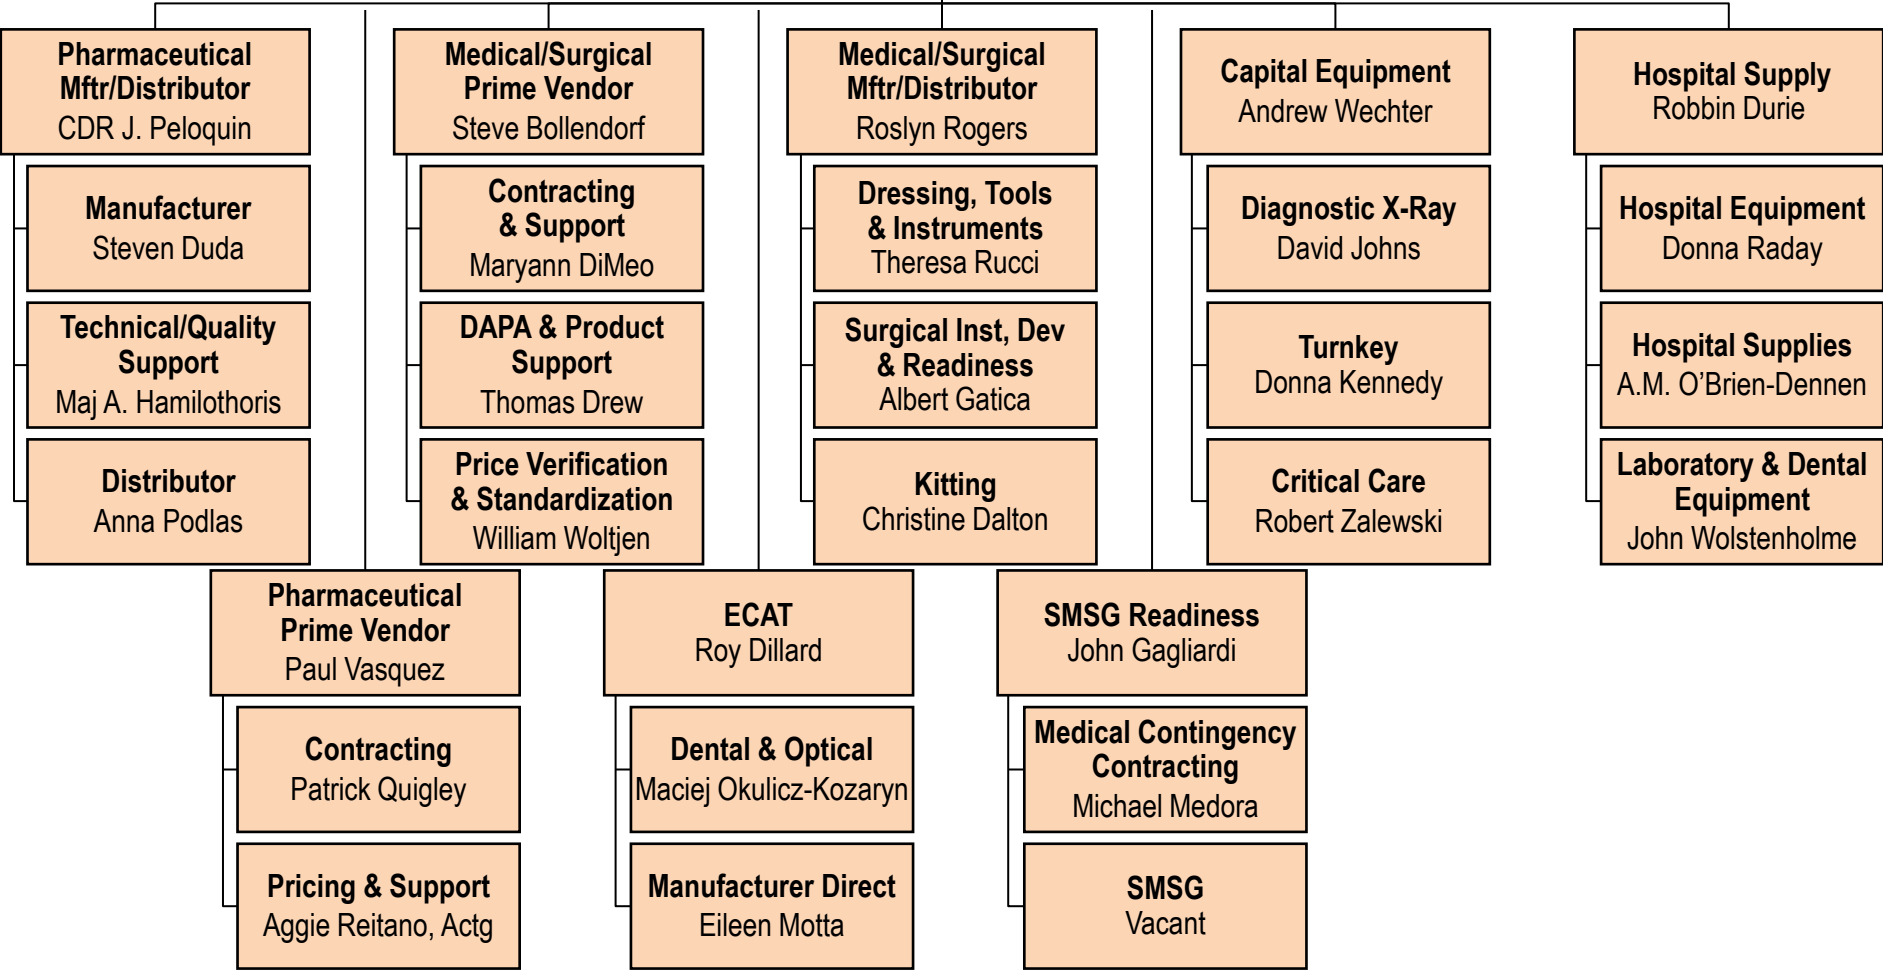 Pharmaceutical
Mftr/Distributor
CDR J. Peloquin
Manufacturer
Steven Duda
Technical/Quality
Support
Maj A. Hamilothoris
Distributor
Anna Podlas
Medical/Surgical
Prime Vendor
Steve Bollendorf
Contracting
& Support
Maryann DiMeo
DAPA & Product
Support
Thomas Drew
Price Verification
& Standardization
William Woltjen
Medical/Surgical
Mftr/Distributor
Roslyn Rogers
Dressing, Tools
& Instruments
Theresa Rucci
Surgical Inst, Dev
& Readiness
Albert Gatica
Kitting
Christine Dalton
Capital Equipment
Andrew Wechter
Diagnostic X-Ray
David Johns
Turnkey
Donna Kennedy
Critical Care
Robert Zalewski
Hospital Supply
Robbin Durie
Hospital Equipment
Donna Raday
Hospital Supplies
A.M. O’Brien-Dennen
Laboratory & Dental
Equipment
John Wolstenholme
Pharmaceutical
Prime Vendor
Paul Vasquez
Contracting
Patrick Quigley
Pricing & Support
Aggie Reitano, Actg
ECAT
Roy Dillard
Dental & Optical
Maciej Okulicz-Kozaryn
Manufacturer Direct
Eileen Motta
SMSG Readiness
John Gagliardi
Medical Contingency
Contracting
Michael Medora
SMSG
Vacant